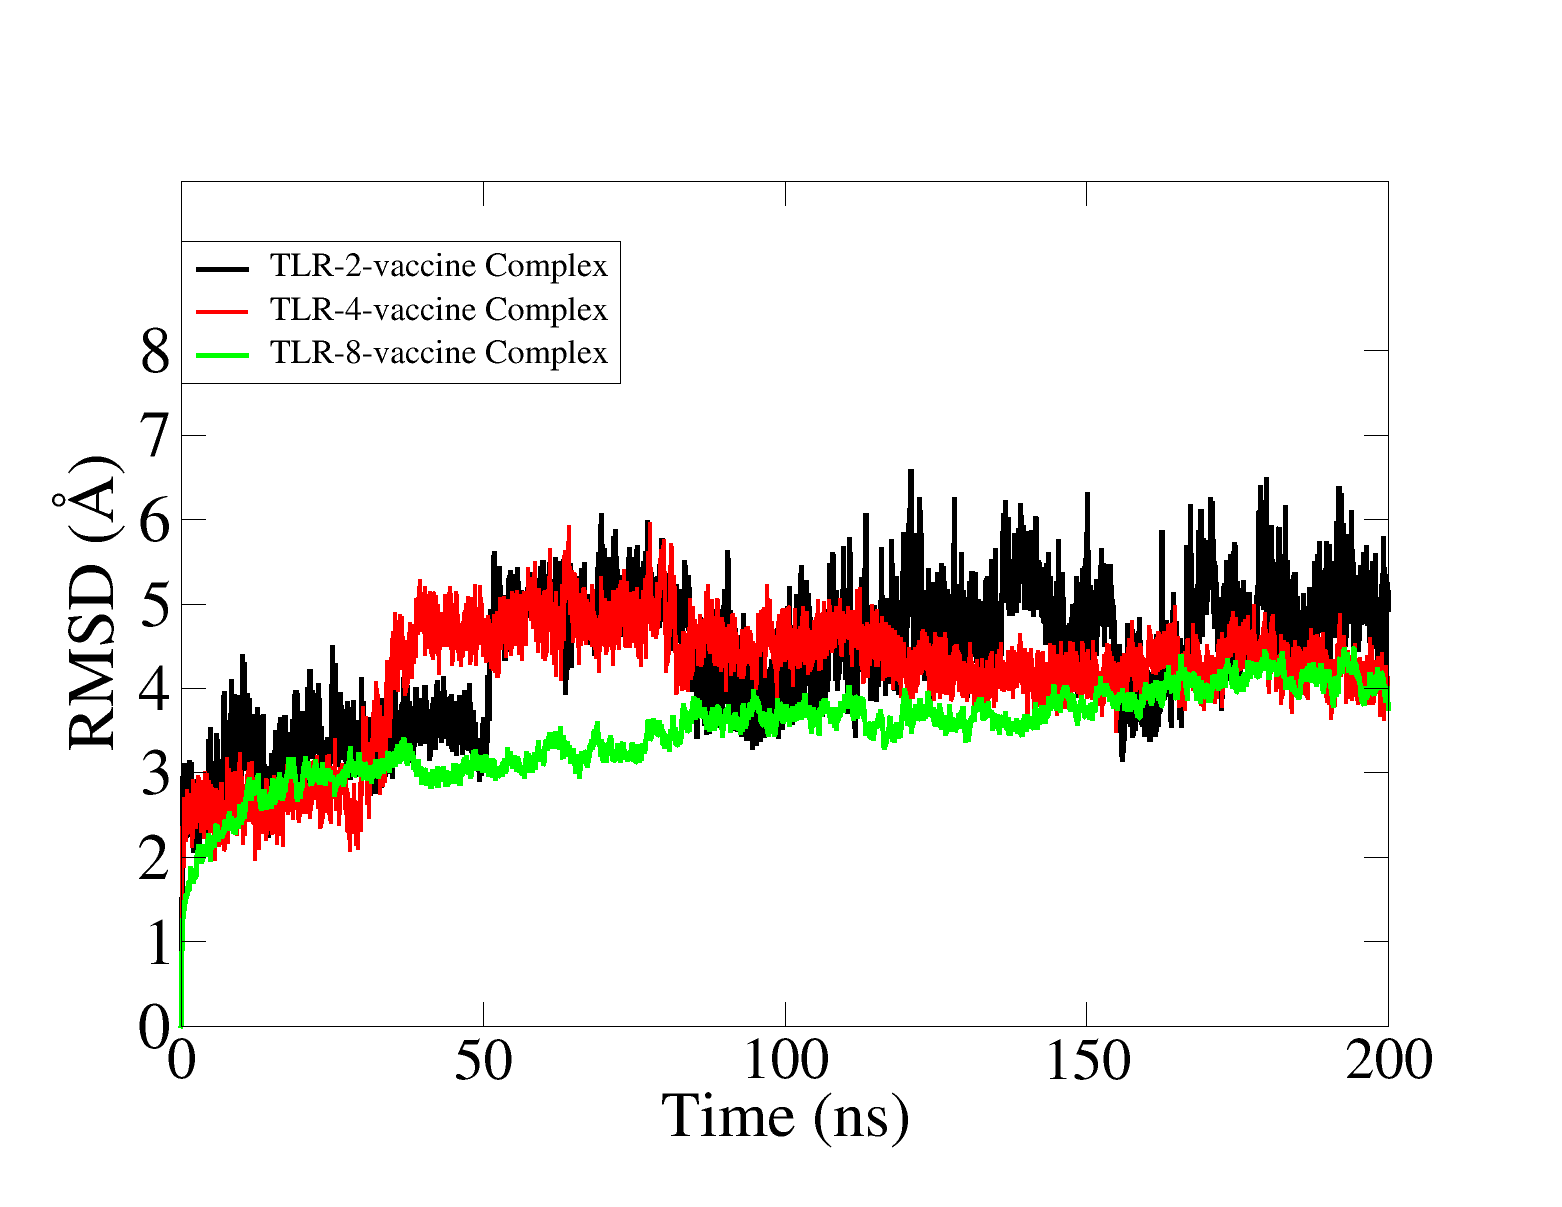 TLR-2-vaccine Complex
TLR-4-vaccine Complex
TLR-8-vaccine Complex
8
7
6
5
4
3
2
1
0
RMSD (Å)
0 50 100 150 200
Time (ns)